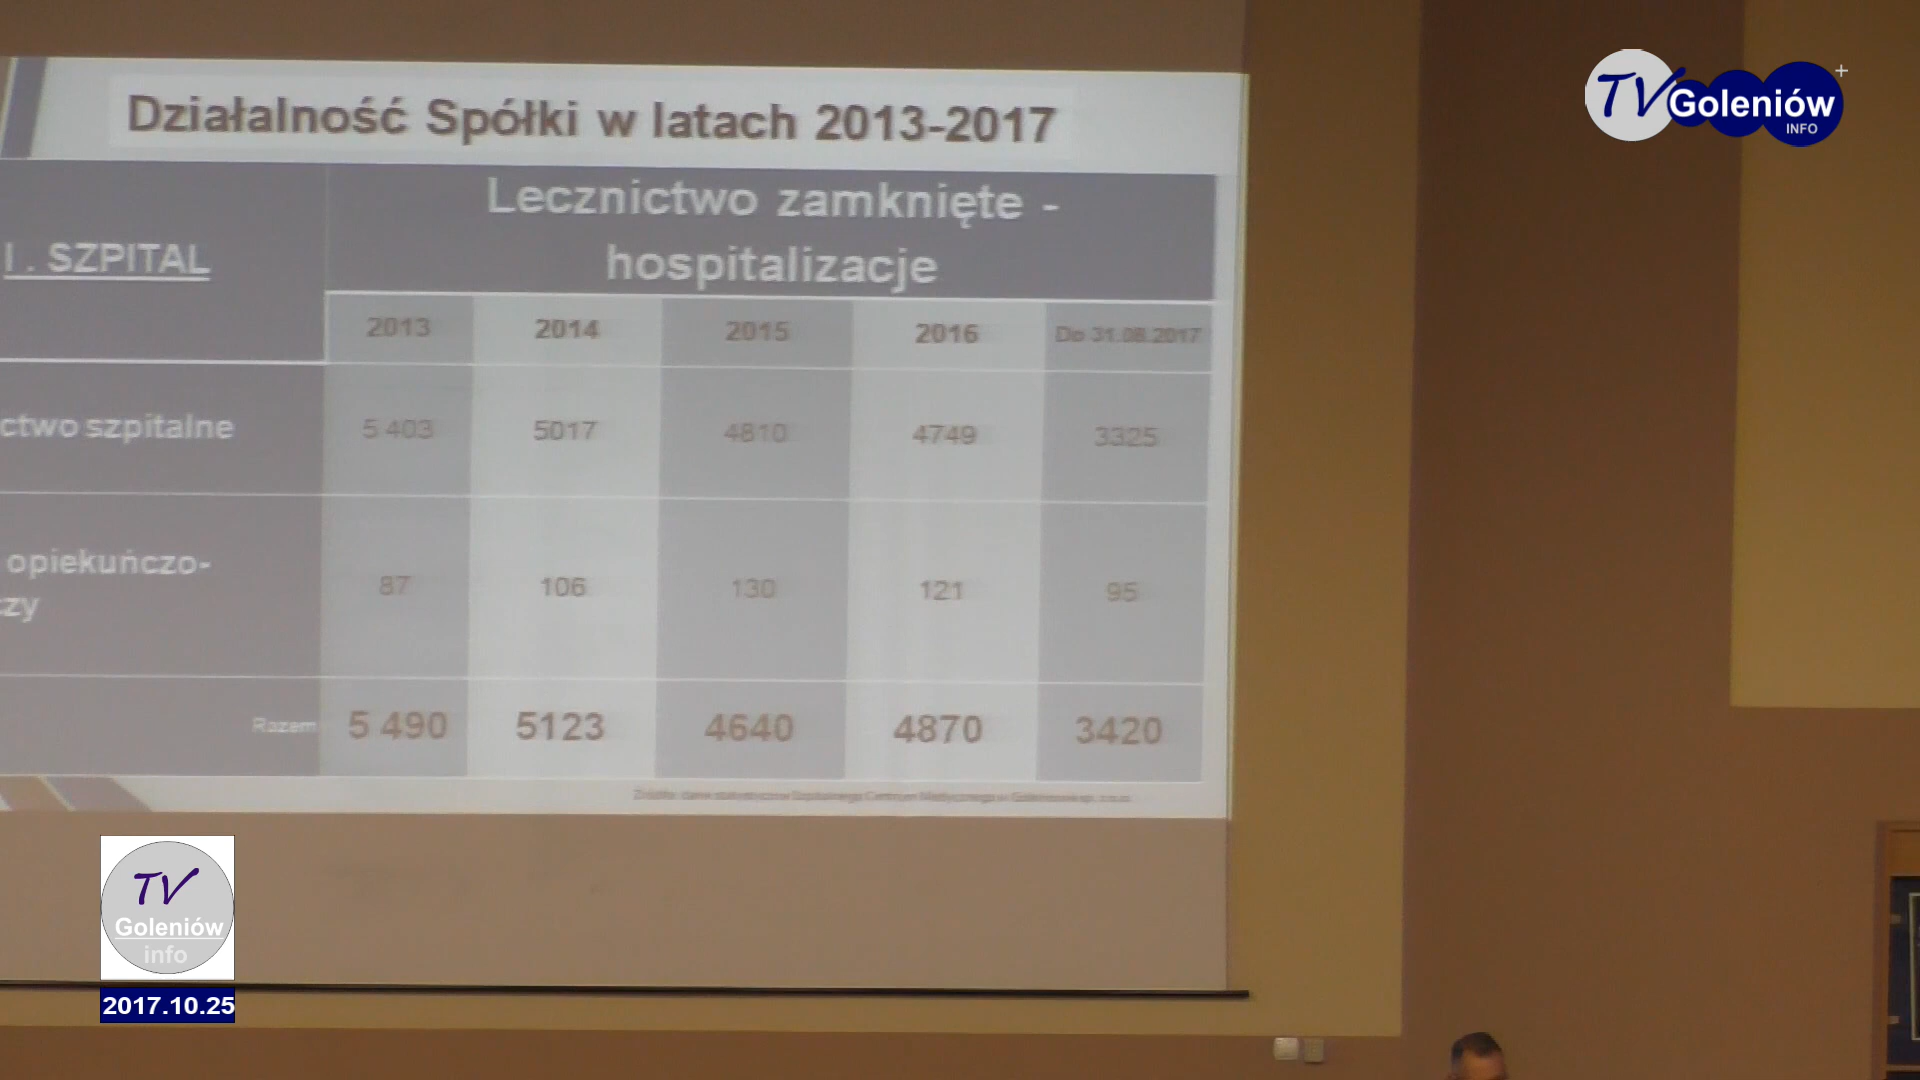 Działalność Spółki w latach 2013-2017
TV Goleniów
INFO
I . SZPITAL
Lecznictwo zamknięte -
hospitalizacje
2013 2014 2015 2016 Do 31.08.2017
ctwo szpitalne 5 403 5017 4810 4749 3325
opiekuńczo-
zy
87 106 130 121 95
Razem 5 490 5123 4640 4870 3420
TV
Goleniów
info
2017.10.25